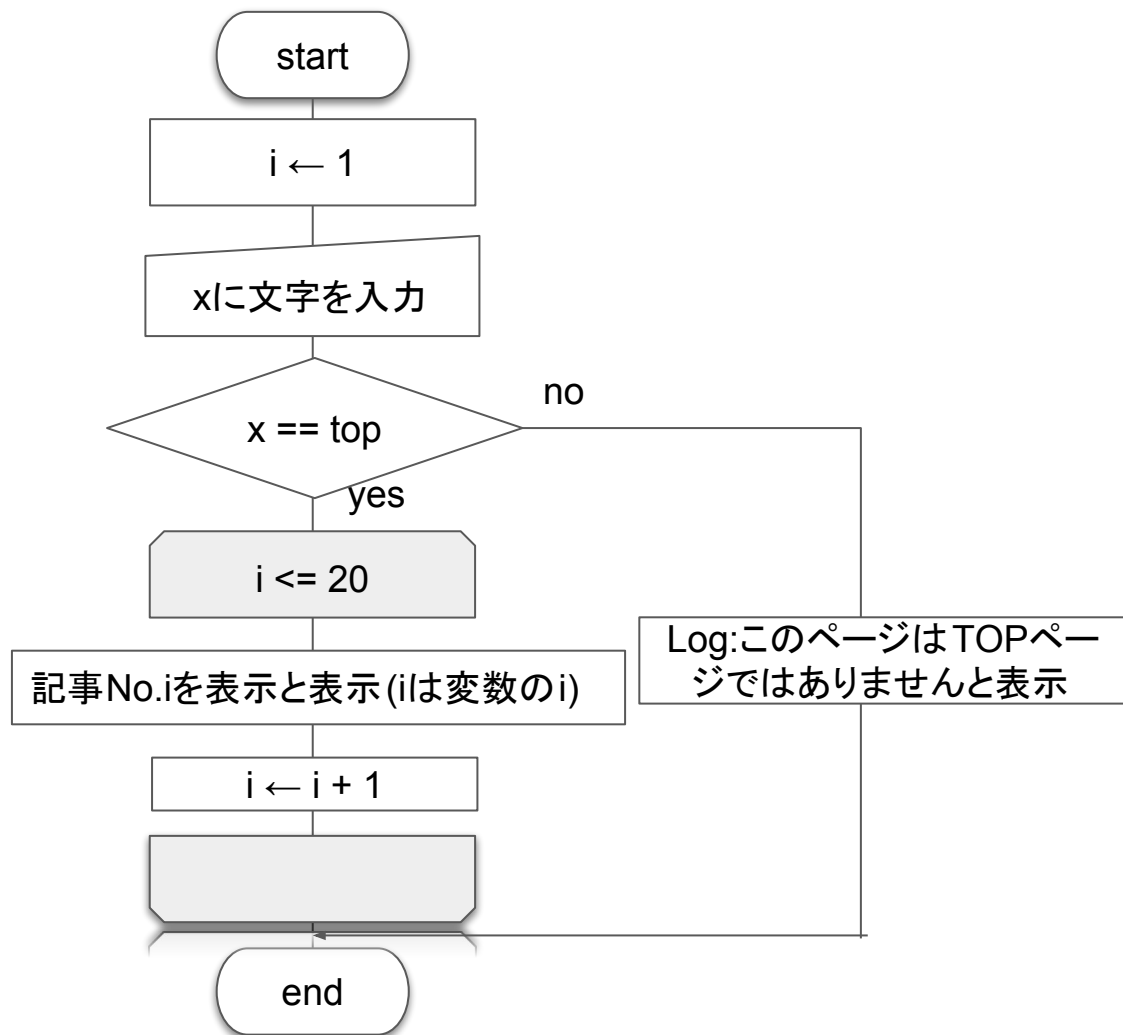 start
i ← 1
xに文字を入力
x == top
no
yes
i <= 20
Log:このページはTOPペー
ジではありませんと表示
記事No.iを表示と表示(iは変数のi)
i ← i + 1
end